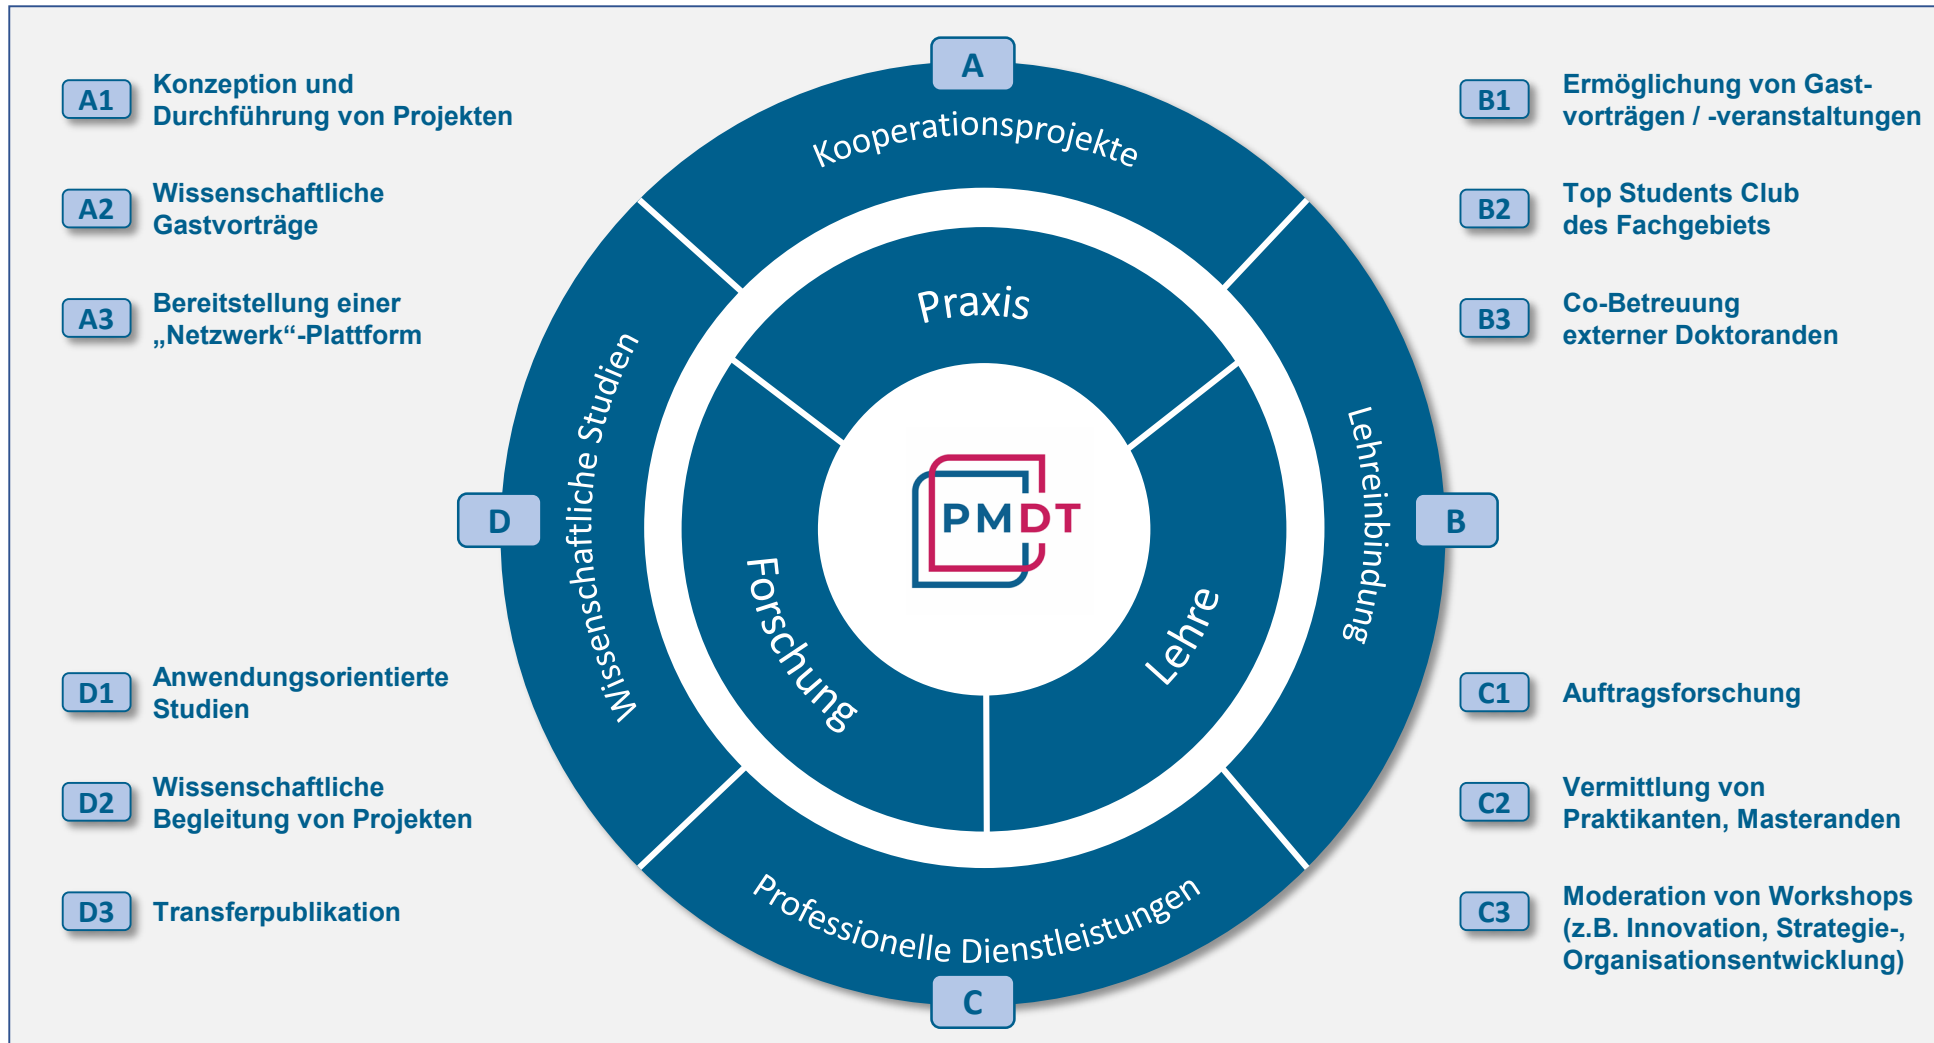 A
Kooperationsprojekte
A1
Konzeption und
Durchführung von Projekten
A2
Wissenschaftliche
Gastvorträge
A3
Bereitstellung einer
„Netzwerk“-Plattform
B1
Ermöglichung von Gast-
vorträgen / -veranstaltungen
B2
Top Students Club
des Fachgebiets
B3
Co-Betreuung
externer Doktoranden
Praxis
Wissenschaftliche Studien
D
PMDT
Lehreinbindung
B
Forschung
Lehre
D1
Anwendungsorientierte
Studien
D2
Wissenschaftliche
Begleitung von Projekten
D3
Transferpublikation
C1
Auftragsforschung
C2
Vermittlung von
Praktikanten, Masteranden
C3
Moderation von Workshops
(z.B. Innovation, Strategie-,
Organisationsentwicklung)
Professionelle Dienstleistungen
C